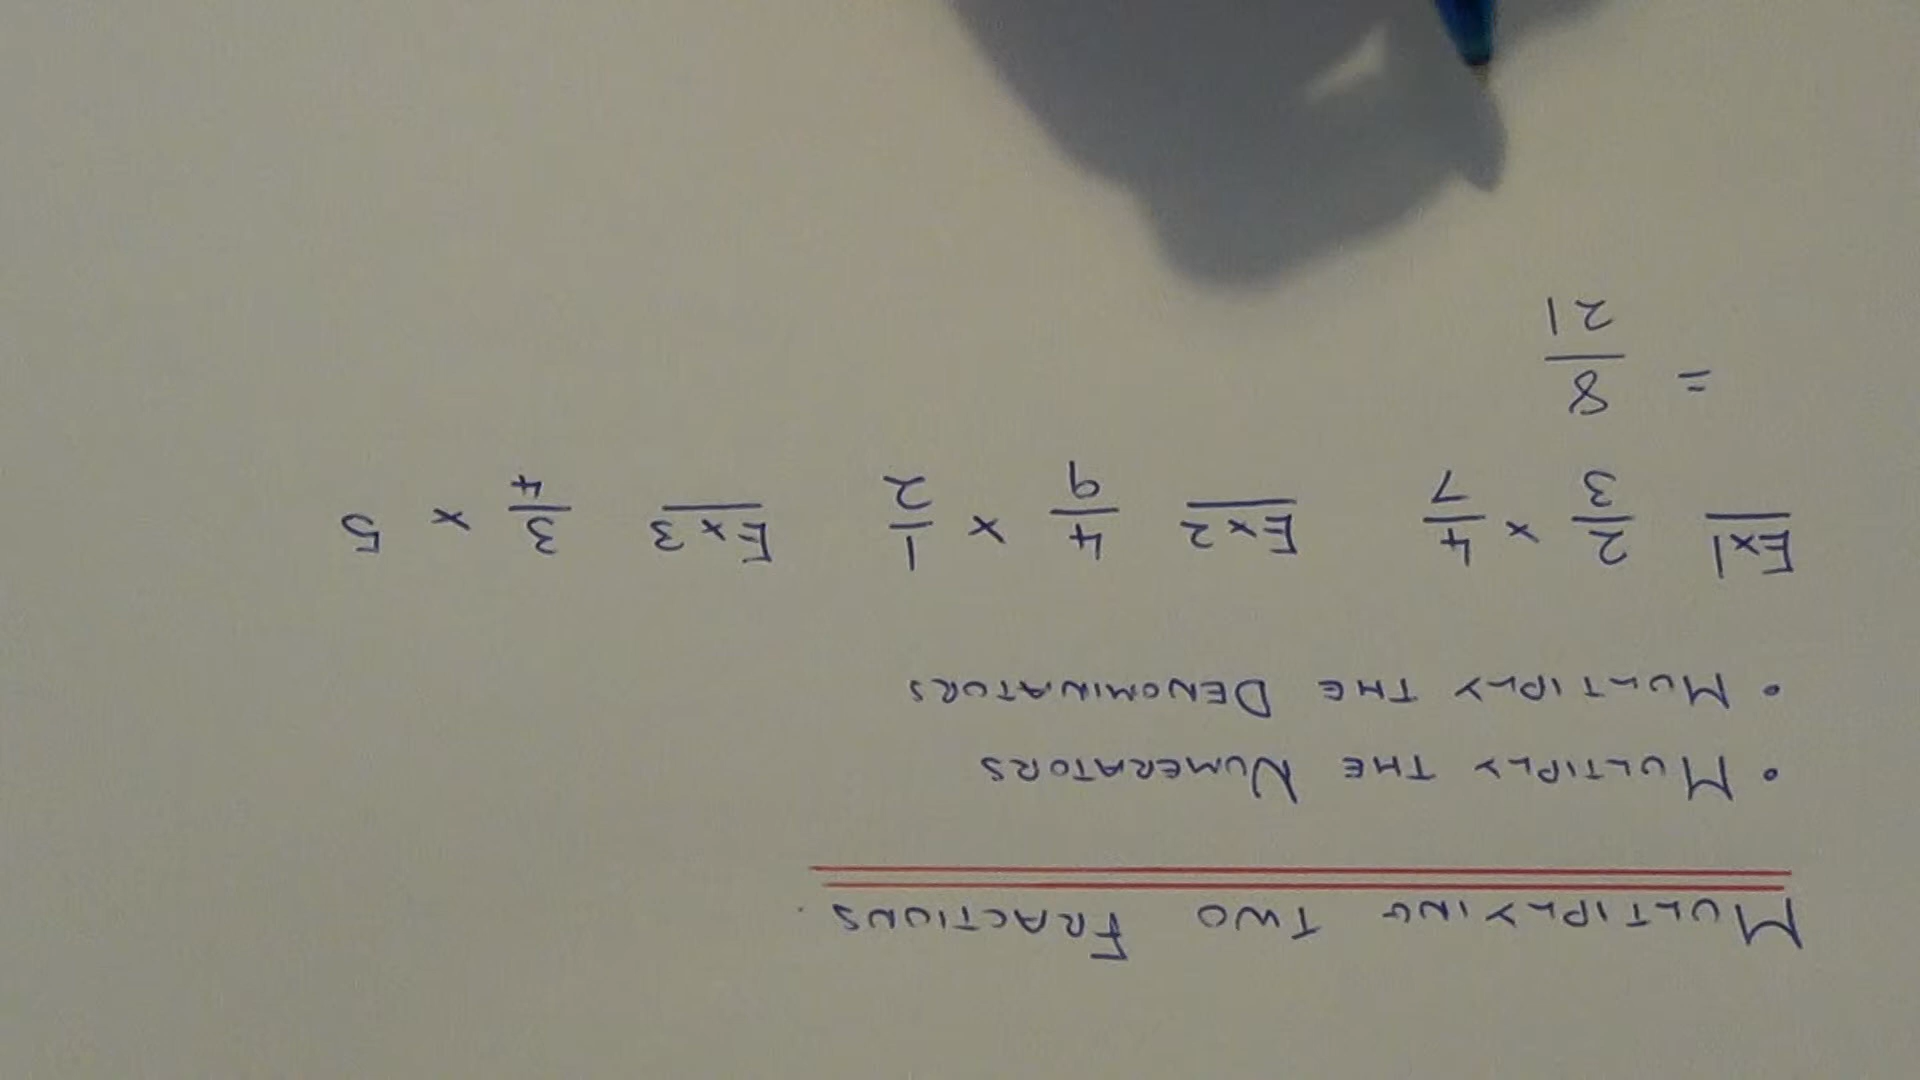 MULTIPLYING TWO FRACTIONS.
• MULTIPLY THE NUMERATORS
• MULTIPLY THE DENOMINATORS
Ex1 2/3 × 4/7 Ex2 4/9 × 1/2 Ex3 3/4 × 5
= 8/21